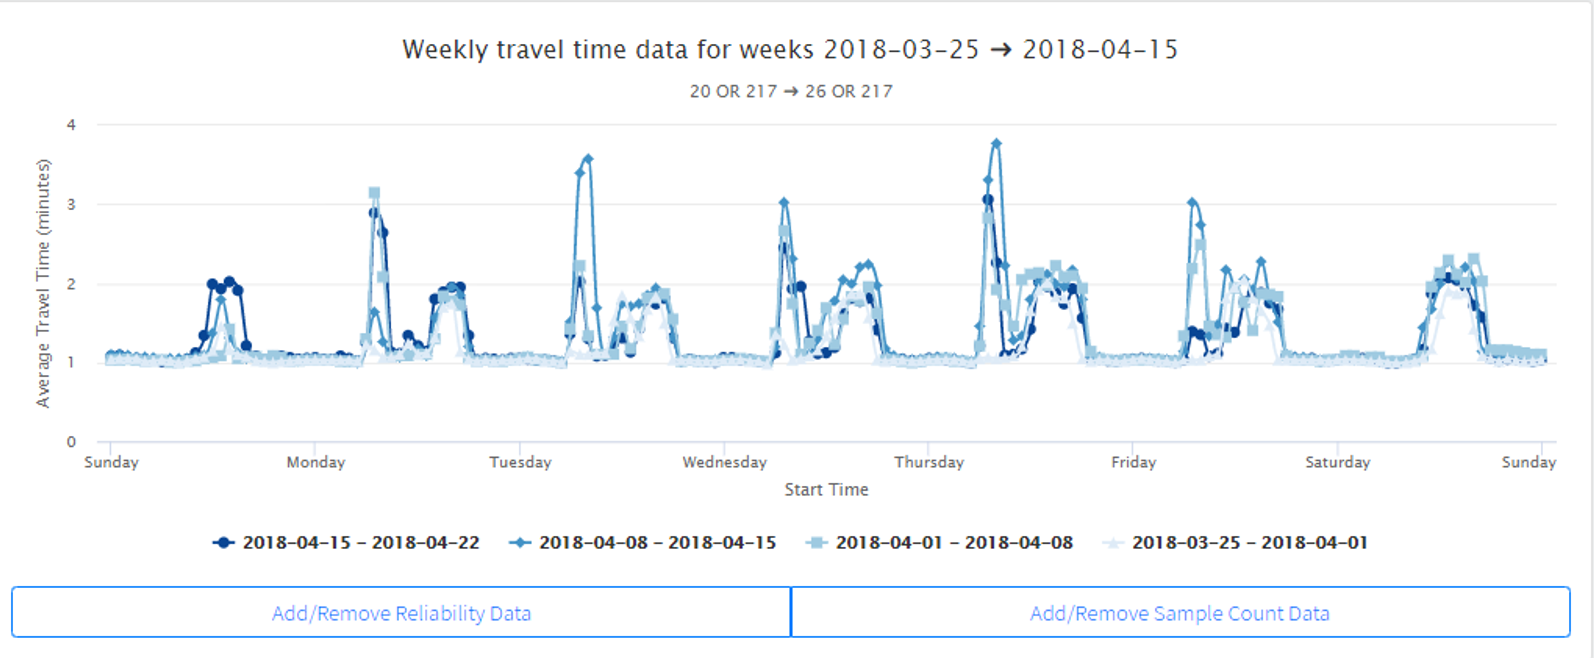 Weekly travel time data for weeks 2018-03-25 → 2018-04-15
20 OR 217 → 26 OR 217
Average Travel Time (minutes)
4
3
2
1
0
Sunday Monday Tuesday Wednesday Thursday Friday Saturday Sunday
Start Time
2018-04-15 - 2018-04-22 2018-04-08 - 2018-04-15 2018-04-01 - 2018-04-08 2018-03-25 - 2018-04-01
Add/Remove Reliability Data Add/Remove Sample Count Data